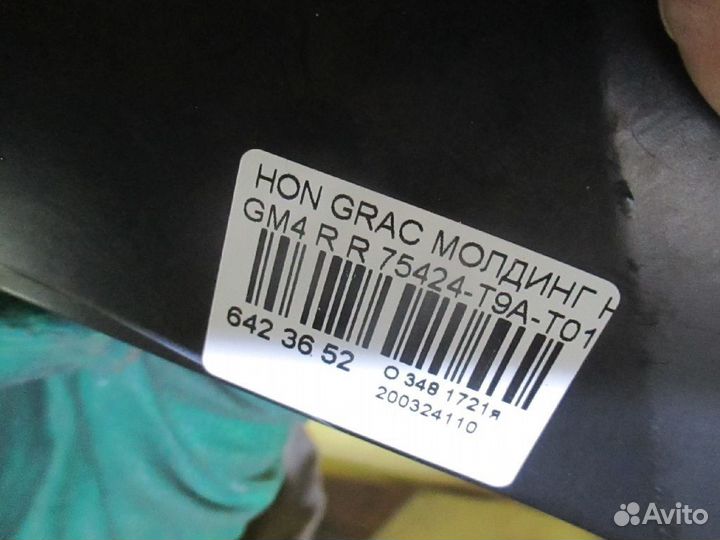 HON GRAC МОЛДИНГ
GM4 R R 75424-T9A-T01
642 36 52
О 348 1721я
200324110
Avito